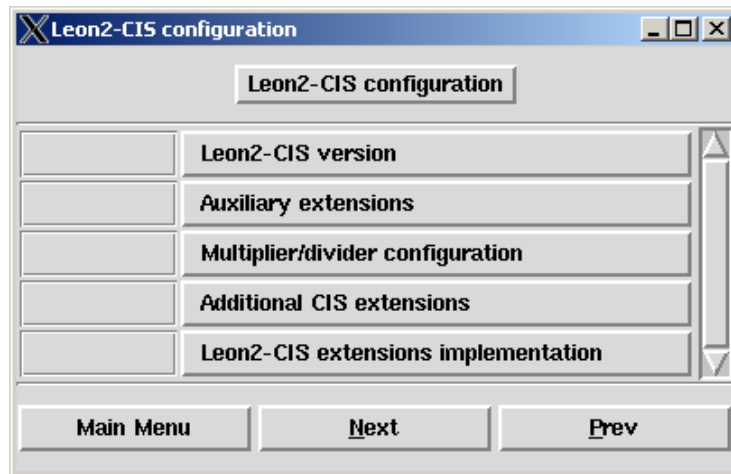 Leon2-CIS configuration
Leon2-CIS configuration
Leon2-CIS version
Auxiliary extensions
Multiplier/divider configuration
Additional CIS extensions
Leon2-CIS extensions implementation
Main Menu Next Prev